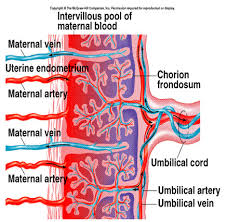 Copyright © The McGraw-Hill Companies, Inc. Permission required for reproduction or display.
Intervillous pool of
maternal blood
Maternal vein
Uterine endometrium
Maternal artery
Maternal vein
Maternal artery
Chorion
frondosum
Umbilical cord
Umbilical artery
Umbilical vein